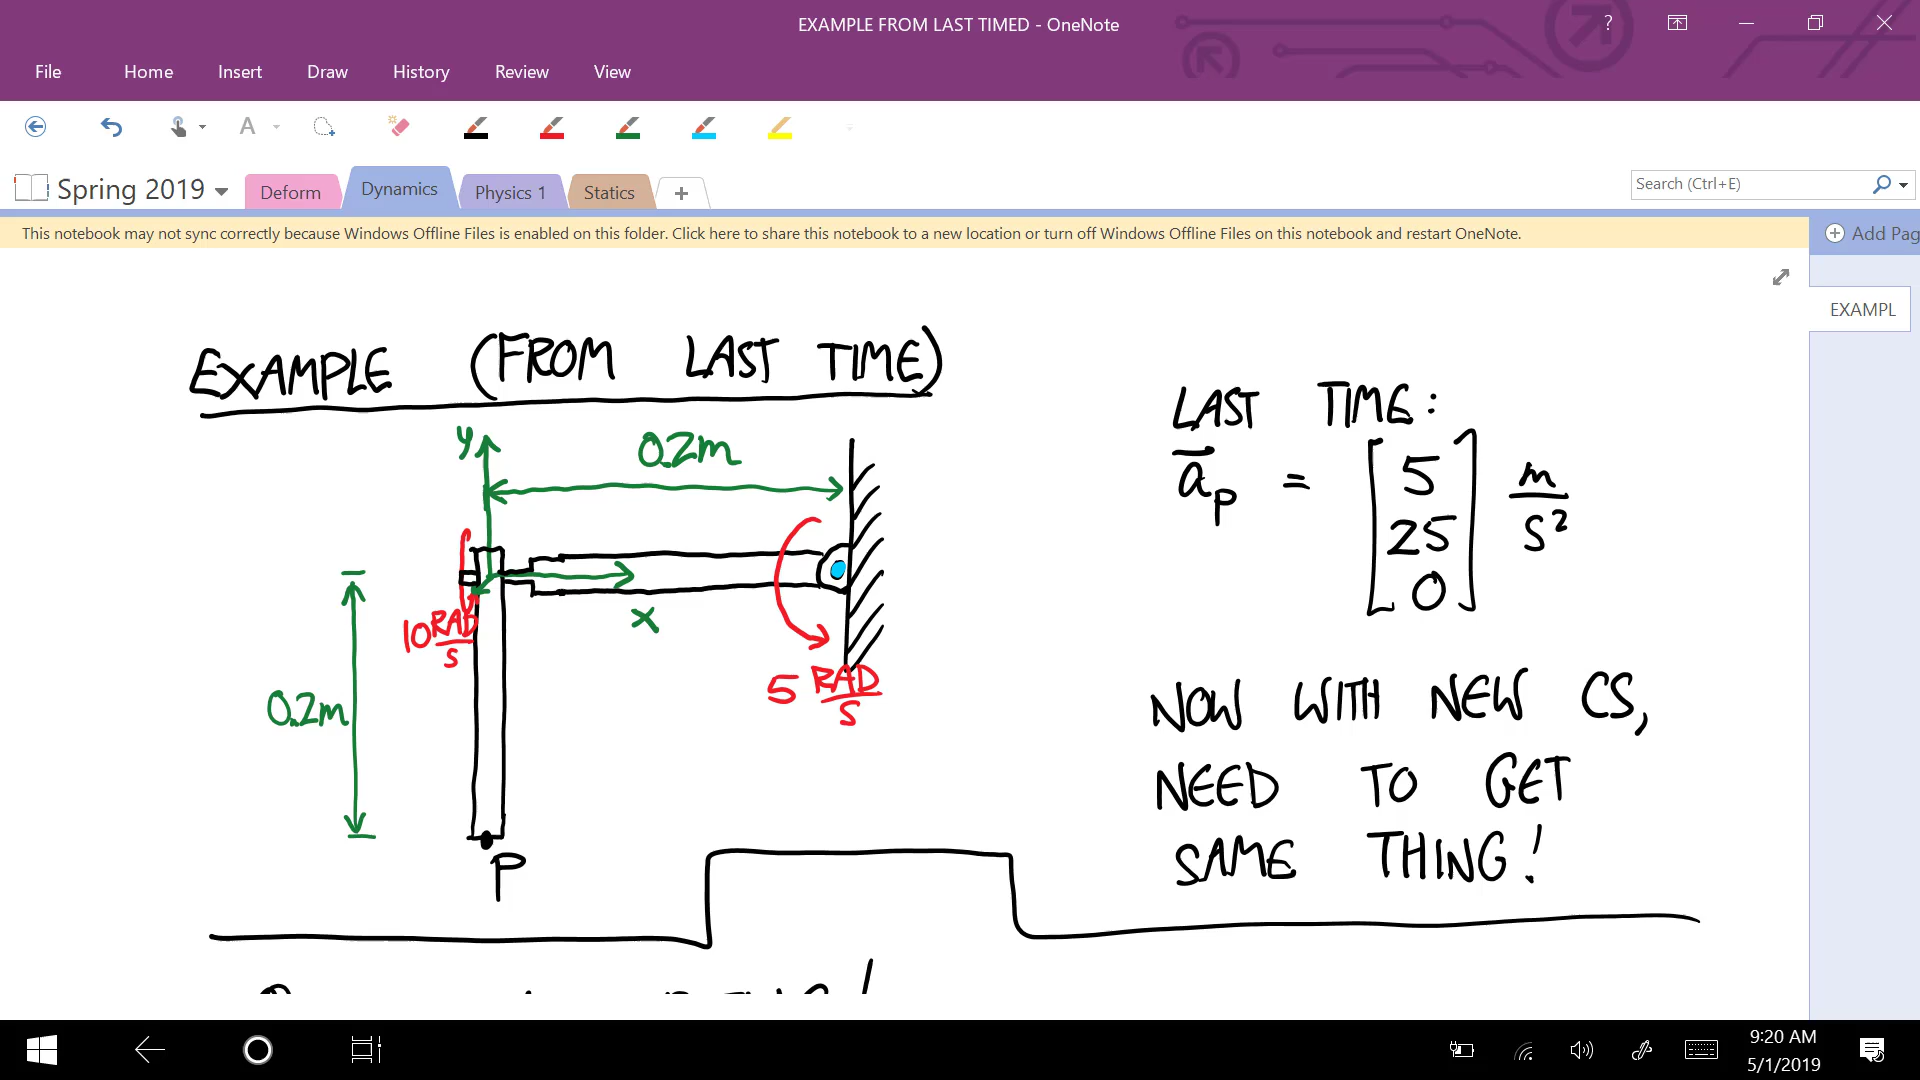 EXAMPLE FROM LAST TIMED - OneNote
?
File Home Insert Draw History Review View
A
Spring 2019 Deform Dynamics Physics 1 Statics +
Search (Ctrl+E)
This notebook may not sync correctly because Windows Offline Files is enabled on this folder. Click here to share this notebook to a new location or turn off Windows Offline Files on this notebook and restart OneNote.
Add Pag
EXAMPL
EXAMPLE (FROM LAST TIME)
y
0.2m
x
10 RAD/S
0.2m
5 RAD/S
P
LAST TIME:
a̅P = [5 25 0] m/s²
NOW WITH NEW CS,
NEED TO GET
SAME THING!
9:20 AM
5/1/2019